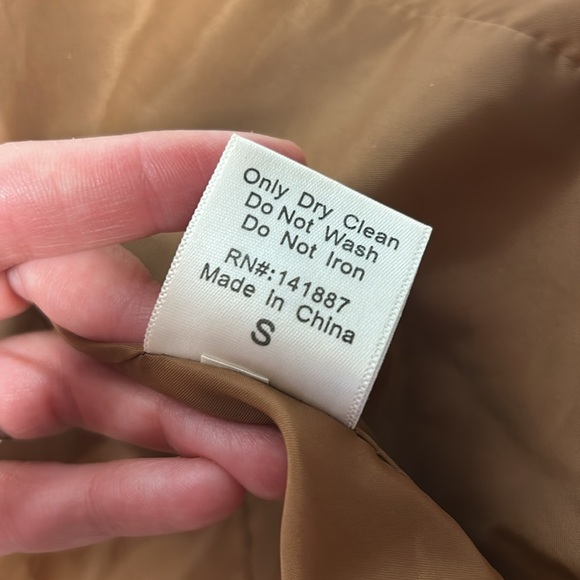 Only Dry Clean
Do Not Wash
Do Not Iron
RN#:141887
Made in China
S